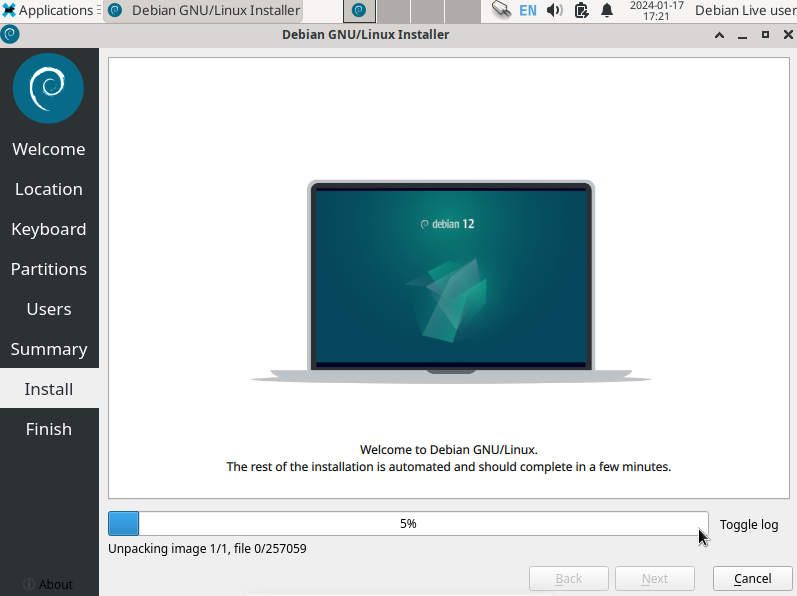 Applications
Debian GNU/Linux Installer
EN
2024-01-17
17:21
Debian Live user
Debian GNU/Linux Installer
Welcome
Location
Keyboard
Partitions
Users
Summary
Install
Finish
About
debian 12
Welcome to Debian GNU/Linux.
The rest of the installation is automated and should complete in a few minutes.
5%
Toggle log
Unpacking image 1/1, file 0/257059
Back
Next
Cancel